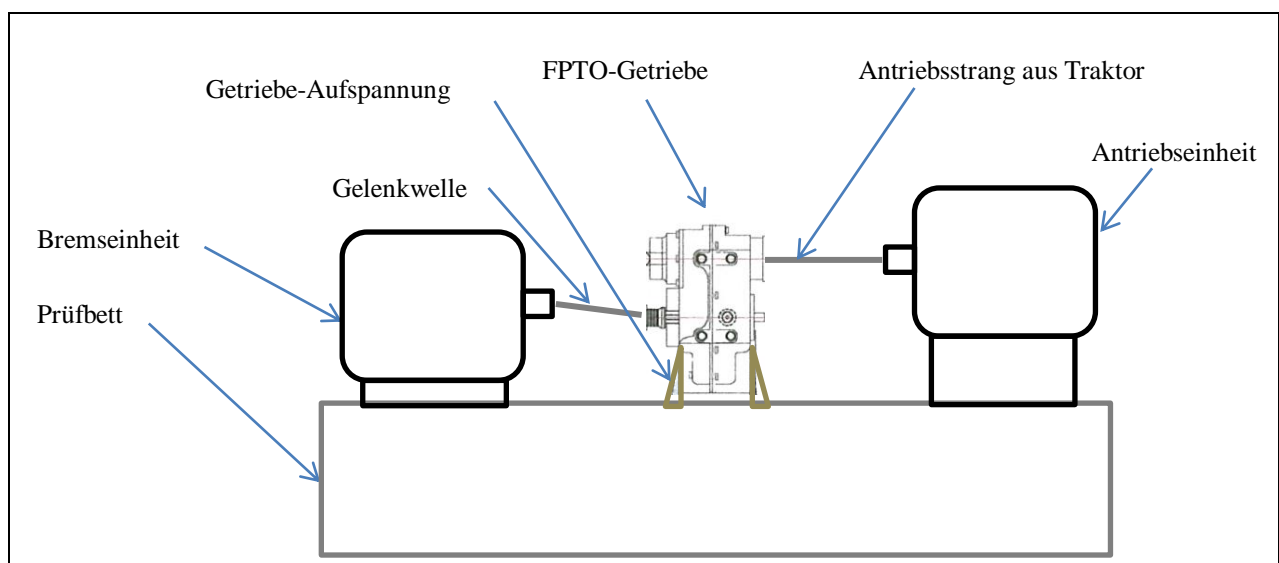 FPTO-Getriebe
Antriebsstrang aus Traktor
Getriebe-Aufspannung
Antriebseinheit
Gelenkwelle
Bremseinheit
Prüfbett